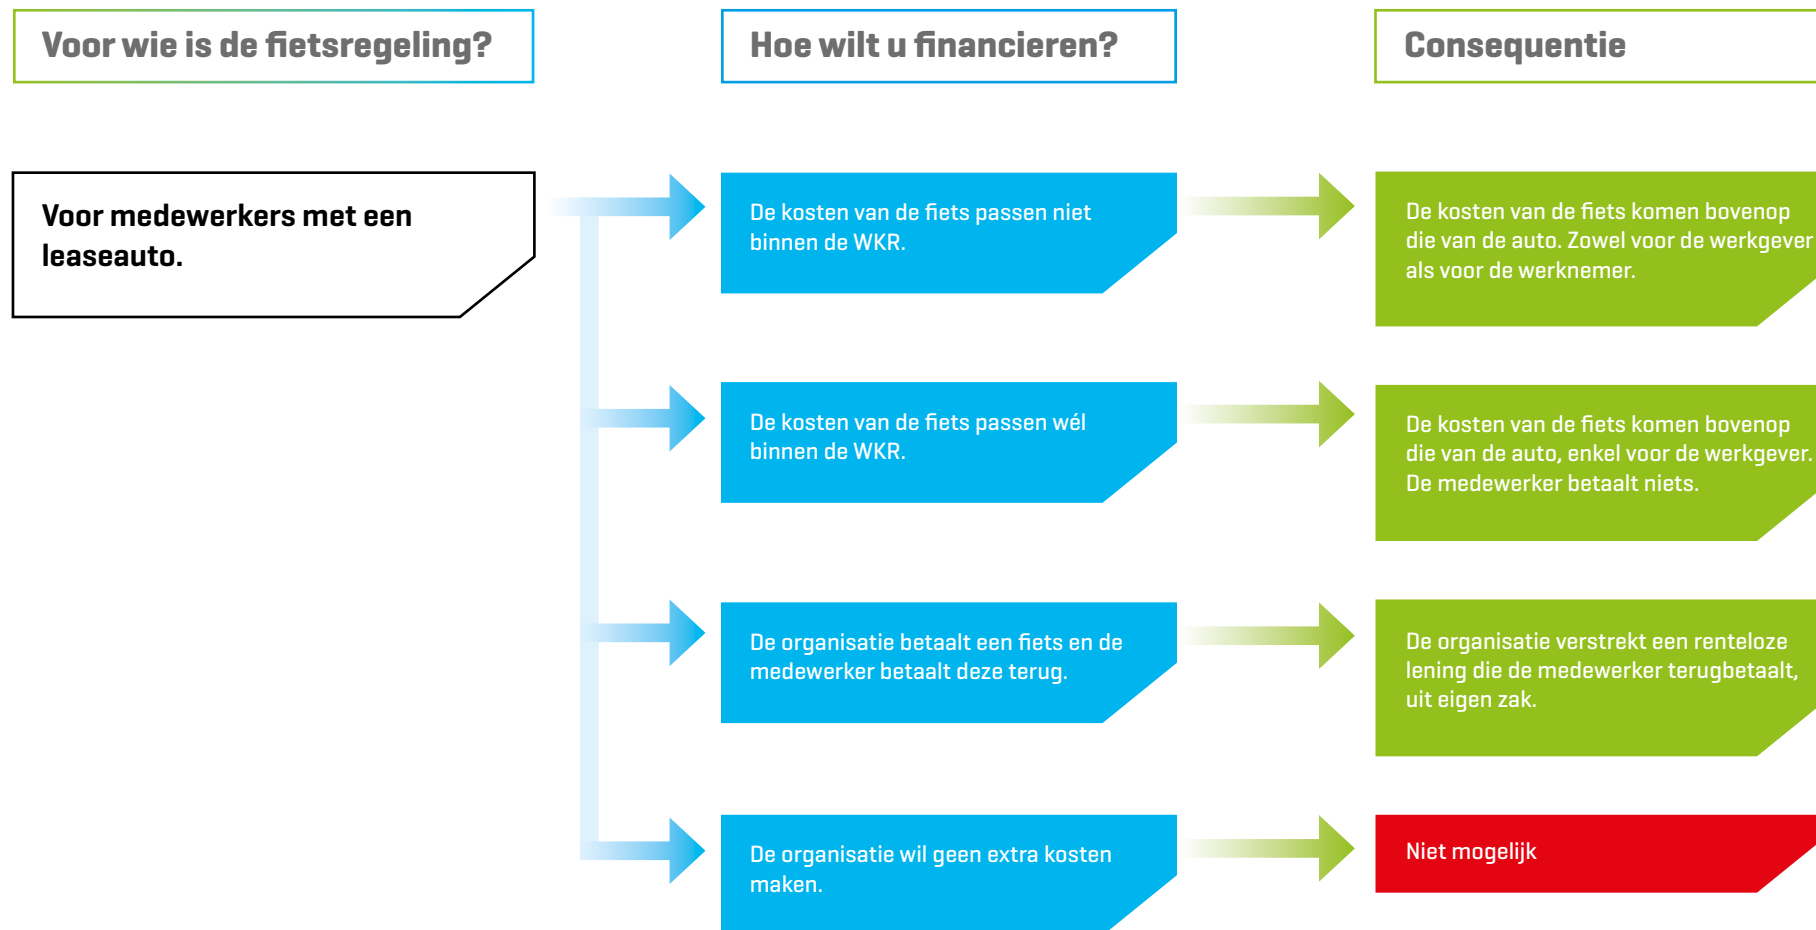 Voor wie is de fietsregeling?
Hoe wilt u financieren?
Consequentie
Voor medewerkers met een
leaseauto.
De kosten van de fiets passen niet
binnen de WKR.
De kosten van de fiets komen bovenop
die van de auto. Zowel voor de werkgever
als voor de werknemer.
De kosten van de fiets passen wél
binnen de WKR.
De kosten van de fiets komen bovenop
die van de auto, enkel voor de werkgever.
De medewerker betaalt niets.
De organisatie betaalt een fiets en de
medewerker betaalt deze terug.
De organisatie verstrekt een renteloze
lening die de medewerker terugbetaalt,
uit eigen zak.
De organisatie wil geen extra kosten
maken.
Niet mogelijk